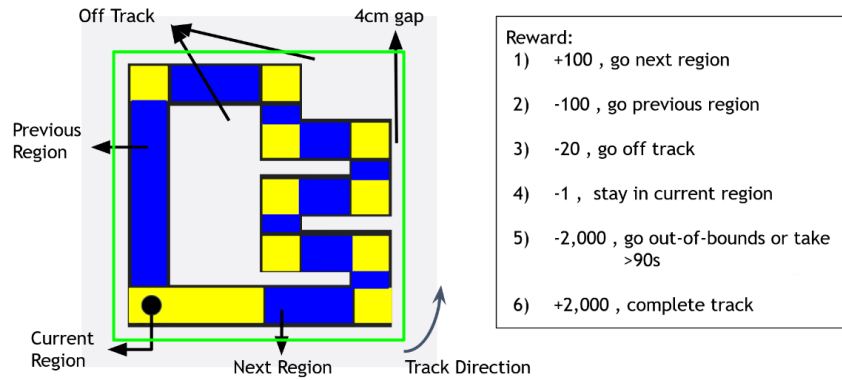 Off Track
4cm gap
Previous
Region
Current
Region
Next Region
Track Direction
Reward:
1) +100 , go next region
2) -100 , go previous region
3) -20 , go off track
4) -1 , stay in current region
5) -2,000 , go out-of-bounds or take
>90s
6) +2,000 , complete track